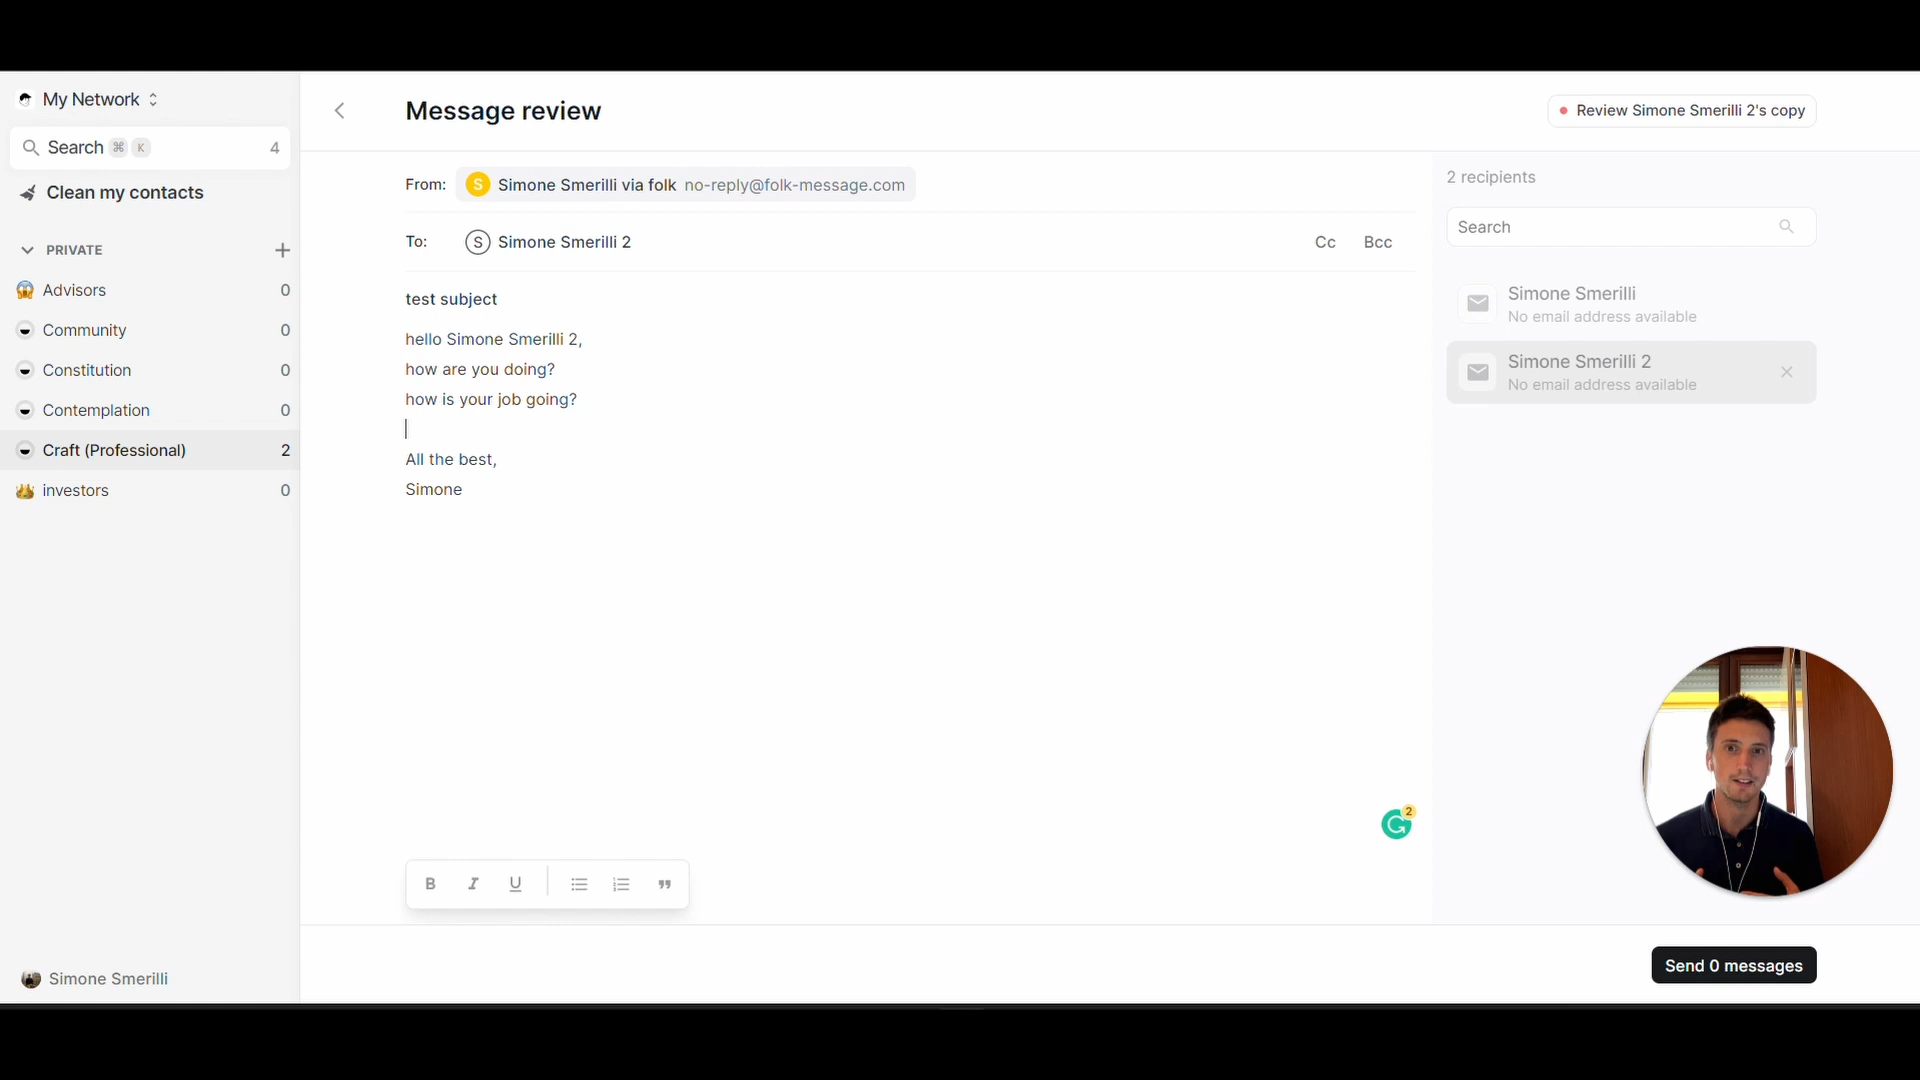 My Network
Search ⌘ K 4
Clean my contacts
PRIVATE
Advisors 0
Community 0
Constitution 0
Contemplation 0
Craft (Professional) 2
investors 0
Simone Smerilli
Message review
Review Simone Smerilli 2's copy
From: S Simone Smerilli via folk no-reply@folk-message.com
To: S Simone Smerilli 2 Cc Bcc
test subject
hello Simone Smerilli 2,
how are you doing?
how is your job going?
All the best,
Simone
2
B I U
2 recipients
Search
Simone Smerilli
No email address available
Simone Smerilli 2
No email address available
Send 0 messages